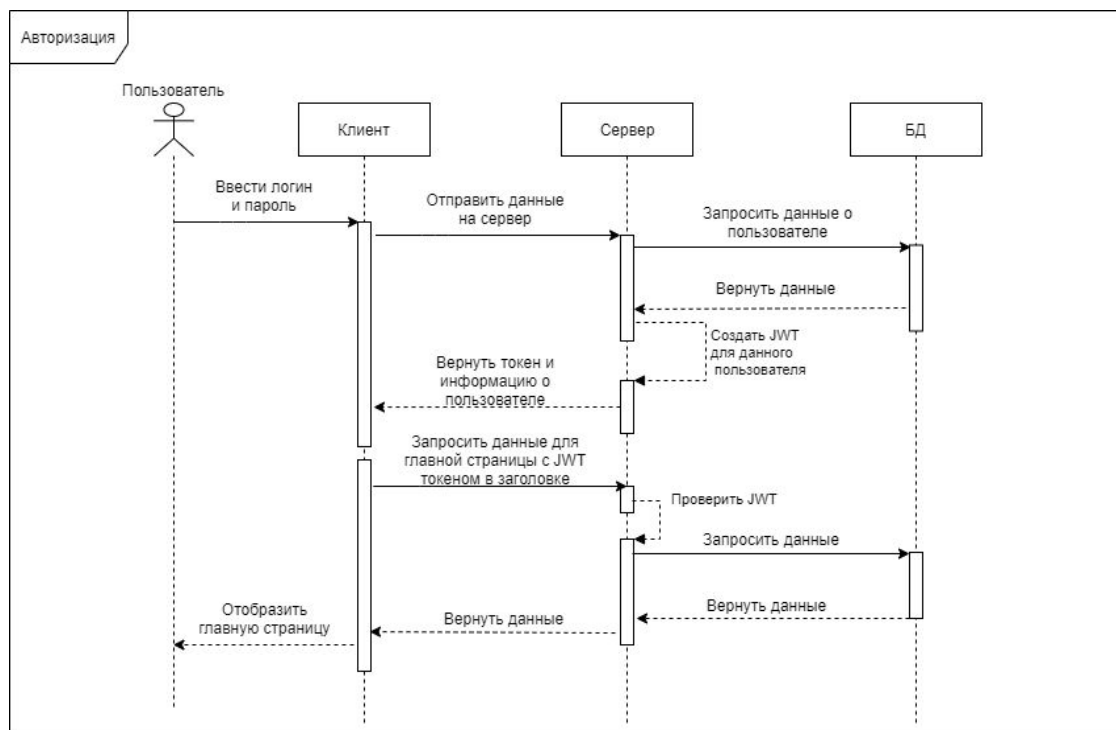 Авторизация
Пользователь
Клиент
Сервер
БД
Ввести логин
и пароль
Отправить данные
на сервер
Запросить данные о
пользователе
Вернуть данные
Создать JWT
для данного
пользователя
Вернуть токен и
информацию о
пользователе
Запросить данные для
главной страницы с JWT
токеном в заголовке
Проверить JWT
Запросить данные
Вернуть данные
Вернуть данные
Отобразить
главную страницу